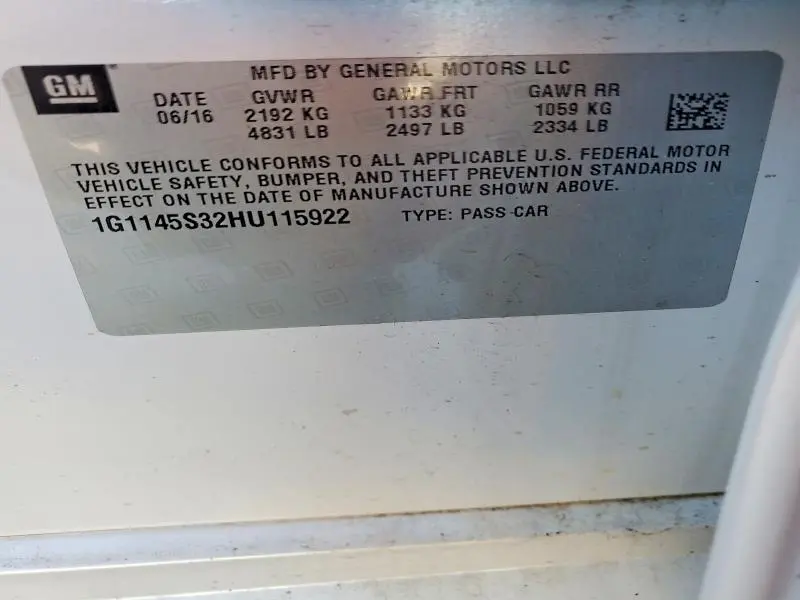 GM
MFD BY GENERAL MOTORS LLC
DATE GVWR GAWR FRT GAWR RR
06/16 2192 KG 1133 KG 1059 KG
4831 LB 2497 LB 2334 LB
THIS VEHICLE CONFORMS TO ALL APPLICABLE U.S. FEDERAL MOTOR
VEHICLE SAFETY, BUMPER, AND THEFT PREVENTION STANDARDS IN
EFFECT ON THE DATE OF MANUFACTURE SHOWN ABOVE.
1G1145S32HU115922 TYPE: PASS CAR